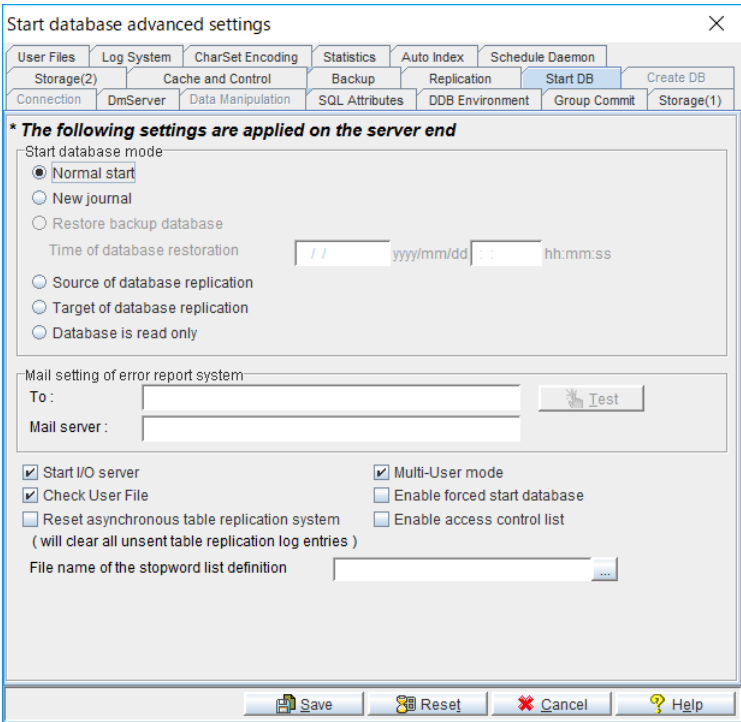 Start database advanced settings
User Files Log System CharSet Encoding Statistics Auto Index Schedule Daemon
Storage(2) Cache and Control Backup Replication Start DB Create DB
Connection DmServer Data Manipulation SQL Attributes DDB Environment Group Commit Storage(1)
* The following settings are applied on the server end
Start database mode
Normal start
New journal
Restore backup database
Time of database restoration / / yyyy/mm/dd : : hh:mm:ss
Source of database replication
Target of database replication
Database is read only
Mail setting of error report system
To : Test
Mail server :
Start I/O server Multi-User mode
Check User File Enable forced start database
Reset asynchronous table replication system Enable access control list
( will clear all unsent table replication log entries )
File name of the stopword list definition ...
Save Reset Cancel Help